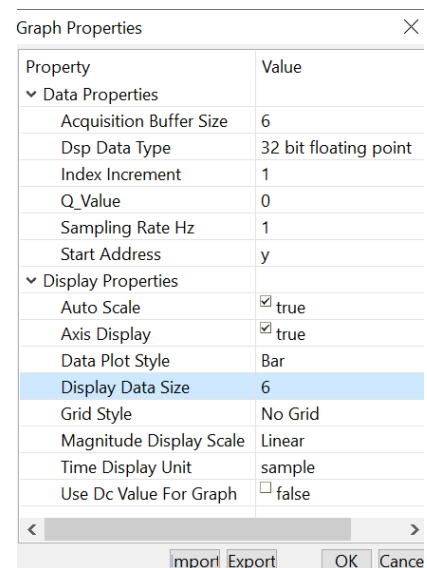 Graph Properties
Property Value
Data Properties
Acquisition Buffer Size 6
Dsp Data Type 32 bit floating point
Index Increment 1
Q_Value 0
Sampling Rate Hz 1
Start Address y
Display Properties
Auto Scale true
Axis Display true
Data Plot Style Bar
Display Data Size 6
Grid Style No Grid
Magnitude Display Scale Linear
Time Display Unit sample
Use Dc Value For Graph false
Import Export OK Cance